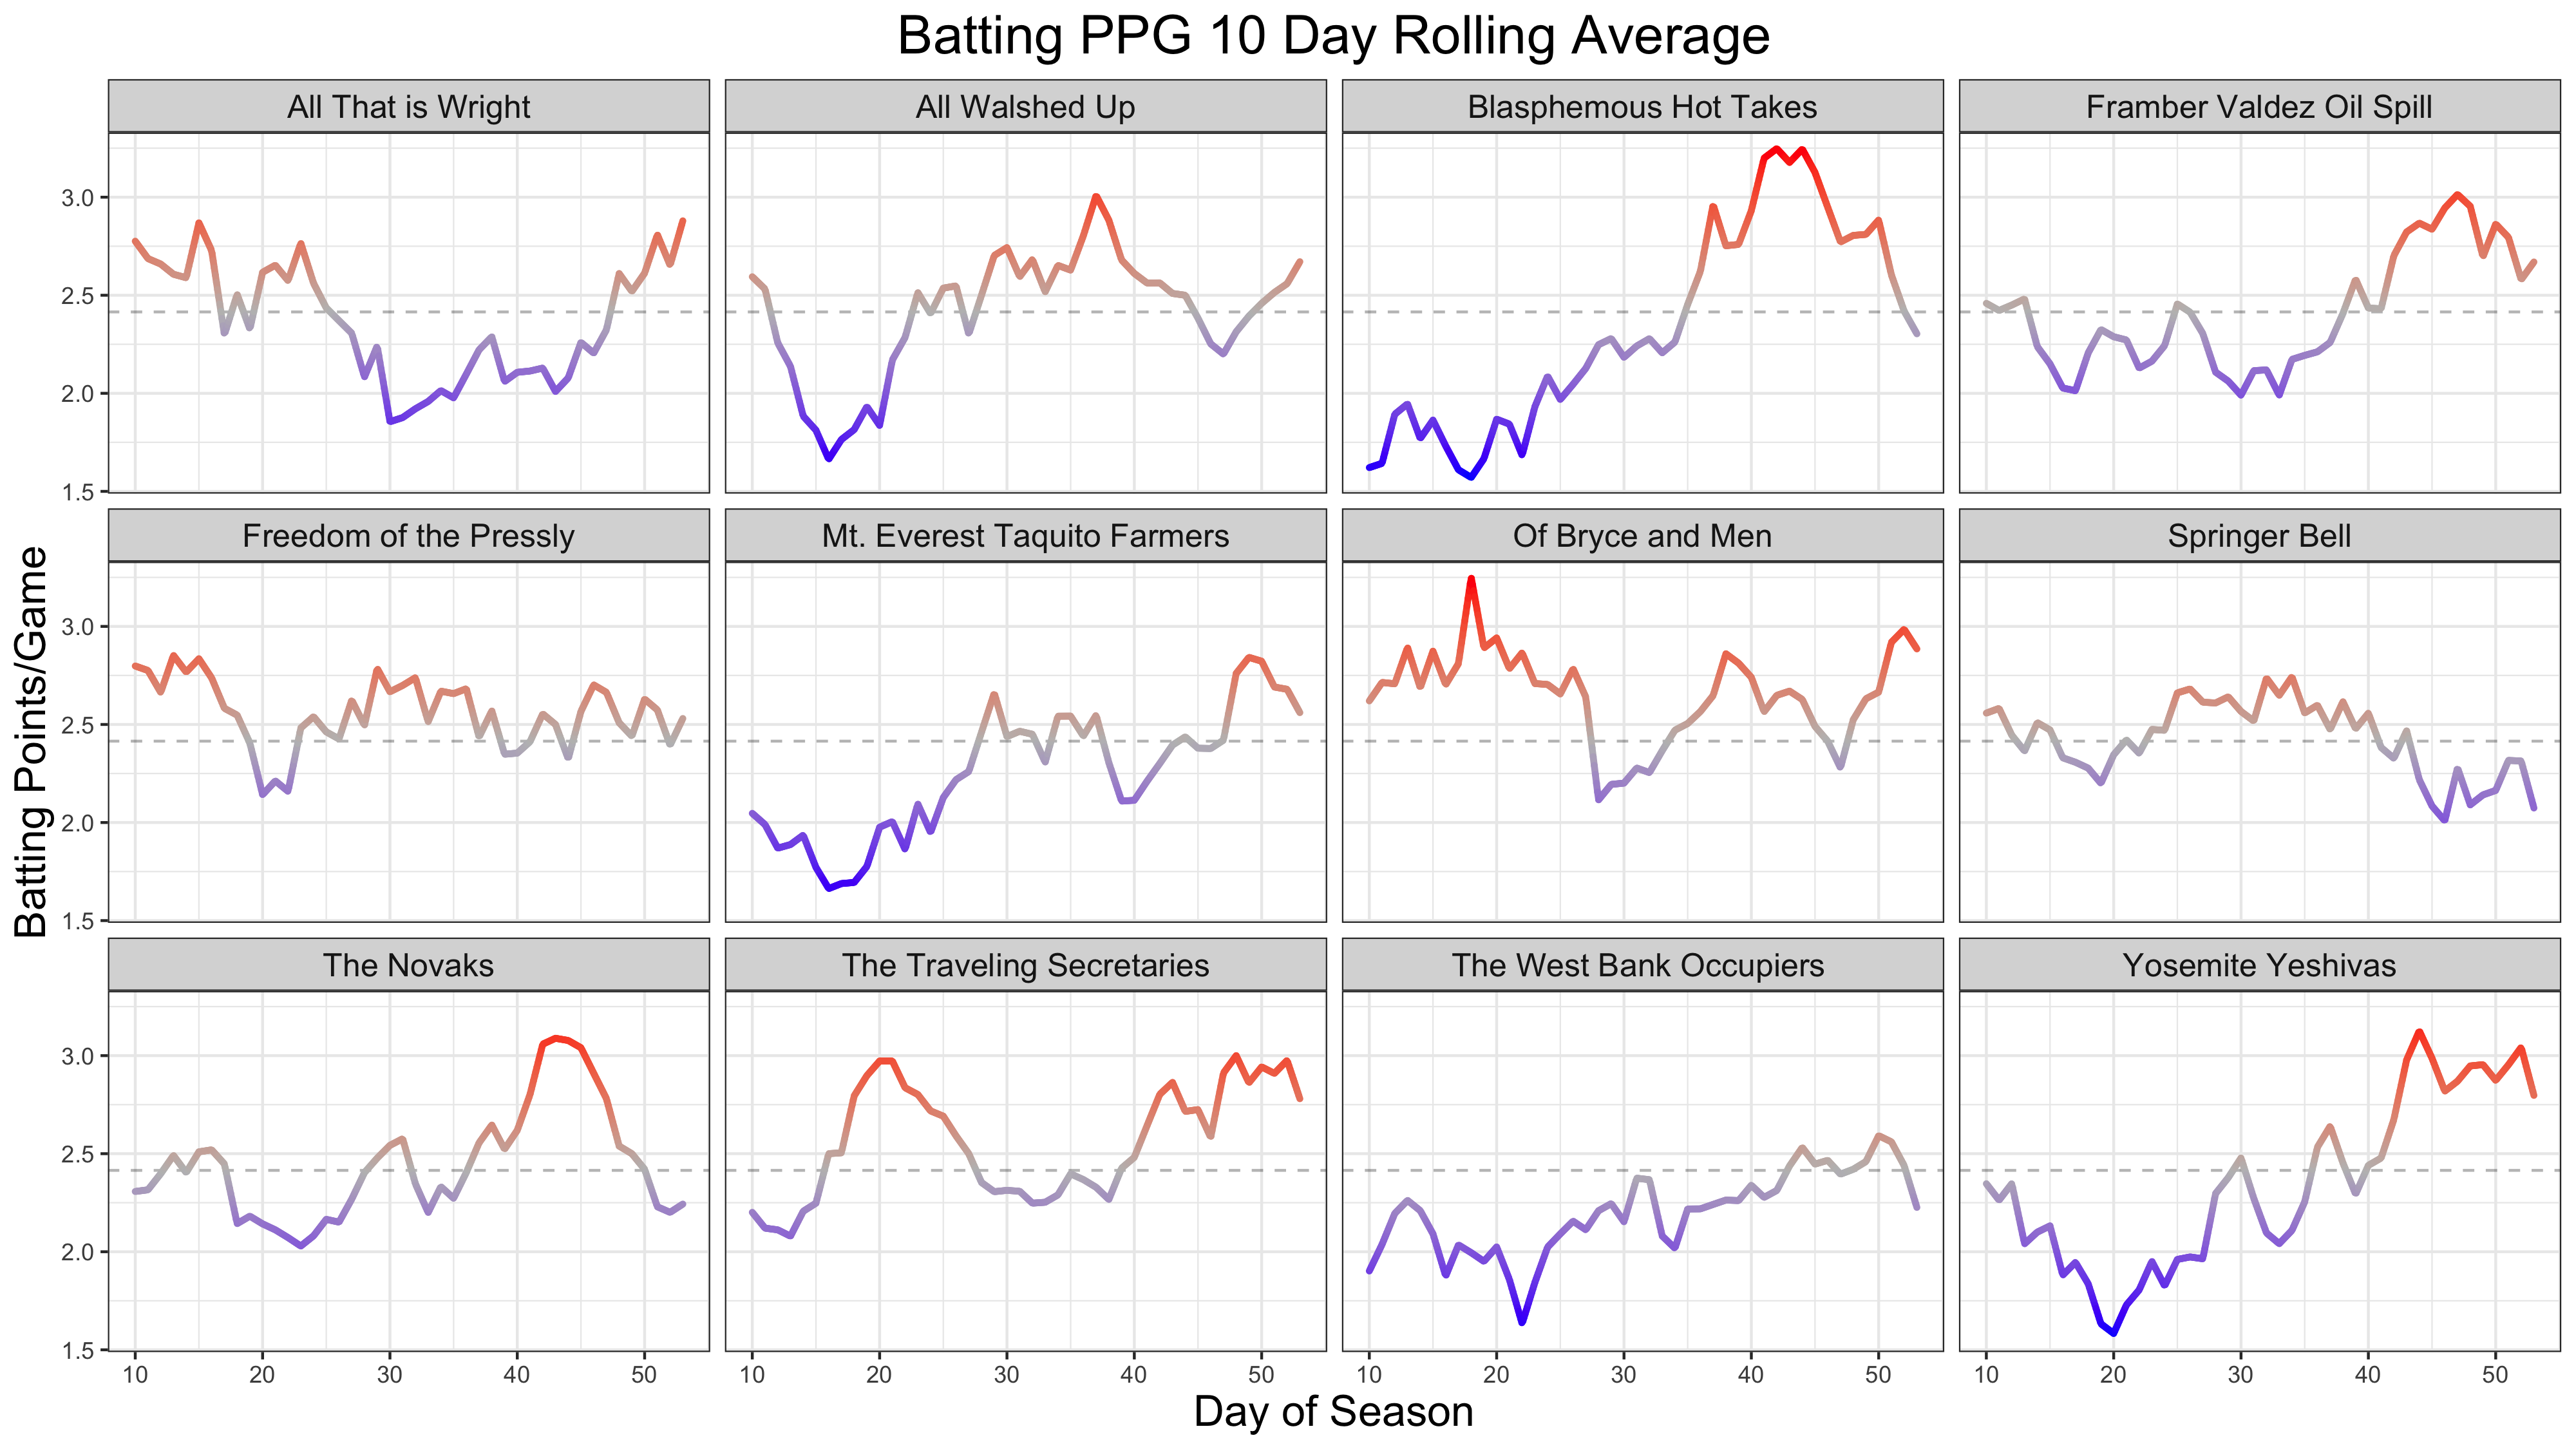 Batting PPG 10 Day Rolling Average
All That is Wright
All Walshed Up
Blasphemous Hot Takes
Framber Valdez Oil Spill
3.0
2.5
2.0
1.5
Freedom of the Pressly
Mt. Everest Taquito Farmers
Of Bryce and Men
Springer Bell
3.0
2.5
2.0
1.5
The Novaks
The Traveling Secretaries
The West Bank Occupiers
Yosemite Yeshivas
3.0
2.5
2.0
1.5
10 20 30 40 50
10 20 30 40 50
10 20 30 40 50
10 20 30 40 50
Batting Points/Game
Day of Season